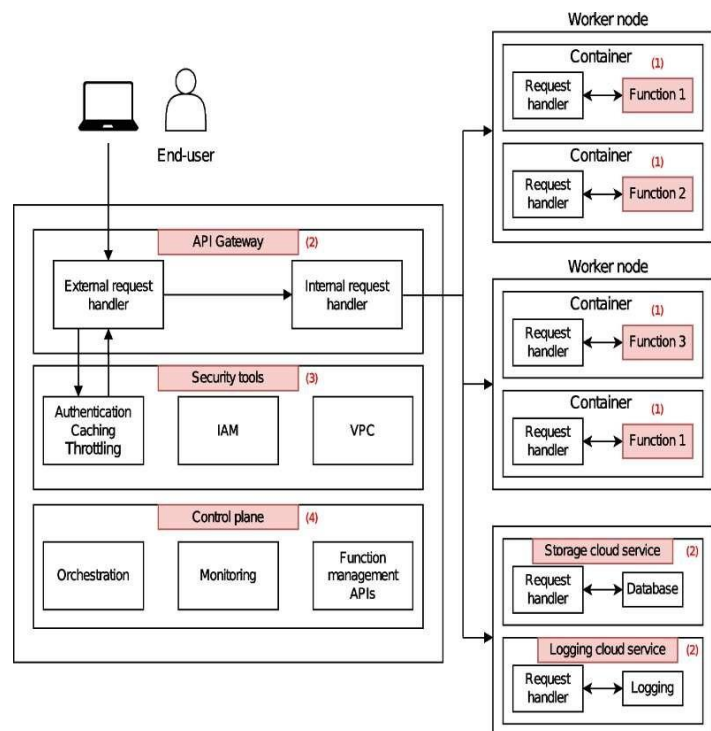 End-user
API Gateway (2)
External request
handler
Internal request
handler
Security tools (3)
Authentication
Caching
Throttling
IAM
VPC
Control plane (4)
Orchestration
Monitoring
Function
management
APIs
Worker node
Container (1)
Request
handler
Function 1
Container (1)
Request
handler
Function 2
Worker node
Container (1)
Request
handler
Function 3
Container (1)
Request
handler
Function 1
Storage cloud service (2)
Request
handler
Database
Logging cloud service (2)
Request
handler
Logging